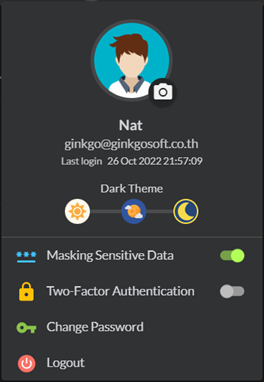 Nat
ginkgo@ginkgosoft.co.th
Last login 26 Oct 2022 21:57:09
Dark Theme
Masking Sensitive Data
Two-Factor Authentication
Change Password
Logout